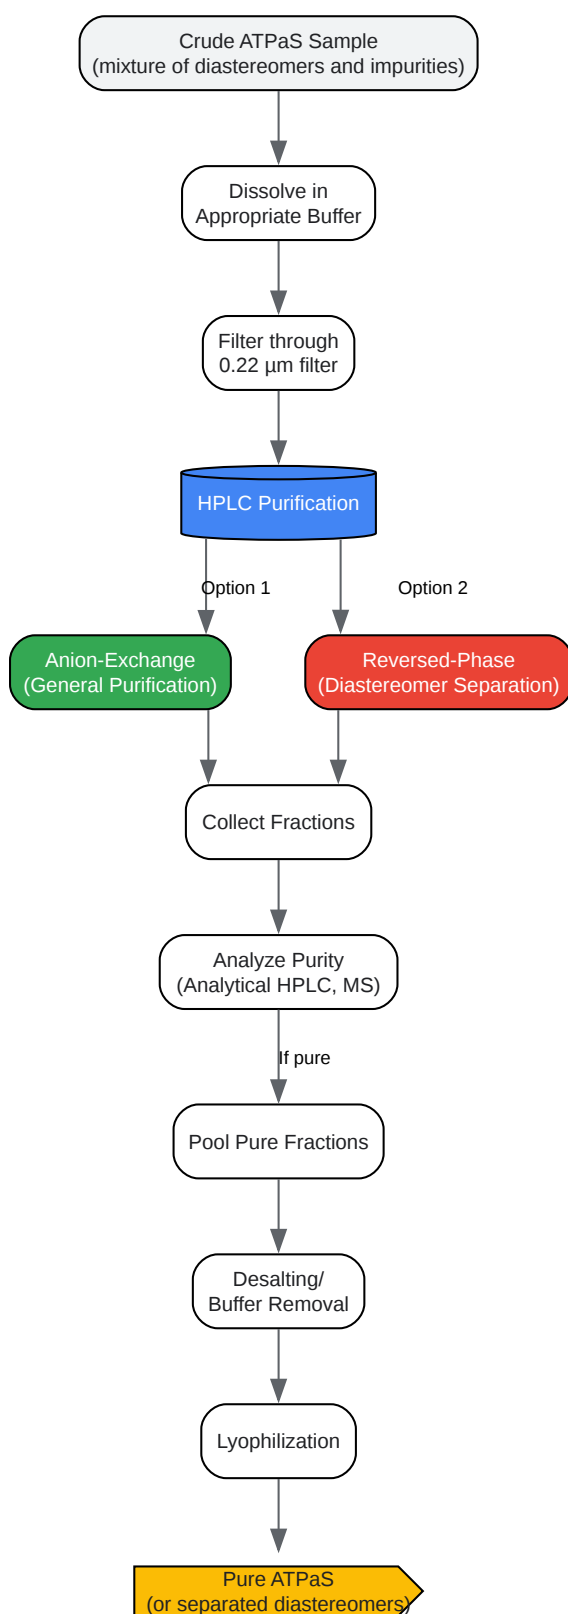 Crude ATPaS Sample
(mixture of diastereomers and impurities)
Dissolve in
Appropriate Buffer
Filter through
0.22 µm filter
HPLC Purification
Option 1
Option 2
Anion-Exchange
(General Purification)
Reversed-Phase
(Diastereomer Separation)
Collect Fractions
Analyze Purity
(Analytical HPLC, MS)
If pure
Pool Pure Fractions
Desalting/
Buffer Removal
Lyophilization
Pure ATPaS
(or separated diastereomers)